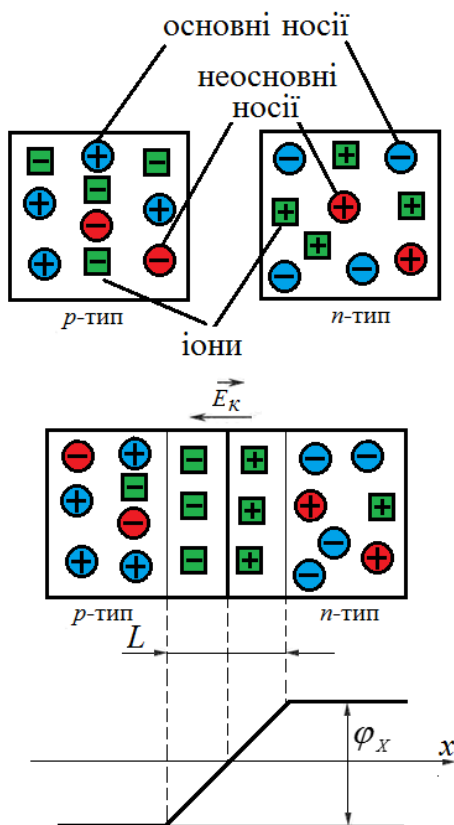 основні носії
неосновні
носії
p-тип
n-тип
іони
E_K
p-тип
n-тип
L
φ_X
x